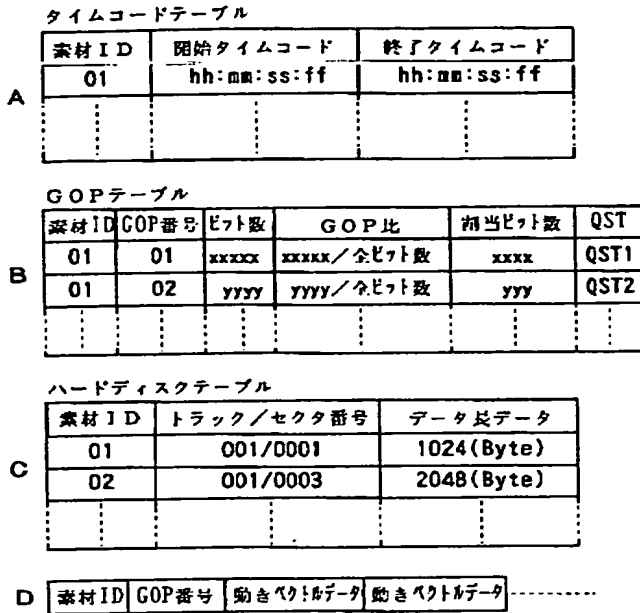 タイムコードテーブル
素材ID 開始タイムコード 終了タイムコード
01 hh:mm:ss:ff hh:mm:ss:ff
A
GOPテーブル
素材ID GOP番号 ビット数 GOP比 割当ビット数 QST
01 01 xxxxx xxxxx/全ビット数 xxxx QST1
B
01 02 yyyy yyyy/全ビット数 yyy QST2
ハードディスクテーブル
素材ID トラック/セクタ番号 データ長データ
01 001/0001 1024(Byte)
C
02 001/0003 2048(Byte)
D 素材ID GOP番号 動きベクトルデータ 動きベクトルデータ